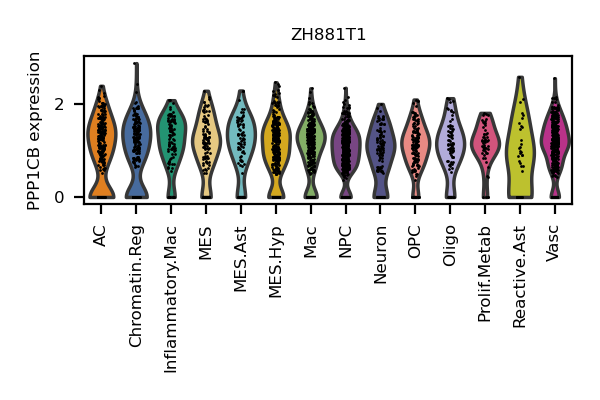 ZH881T1
PPP1CB expression
2
0
AC
Chromatin.Reg
Inflammatory.Mac
MES
MES.Ast
MES.Hyp
Mac
NPC
Neuron
OPC
Oligo
Prolif.Metab
Reactive.Ast
Vasc